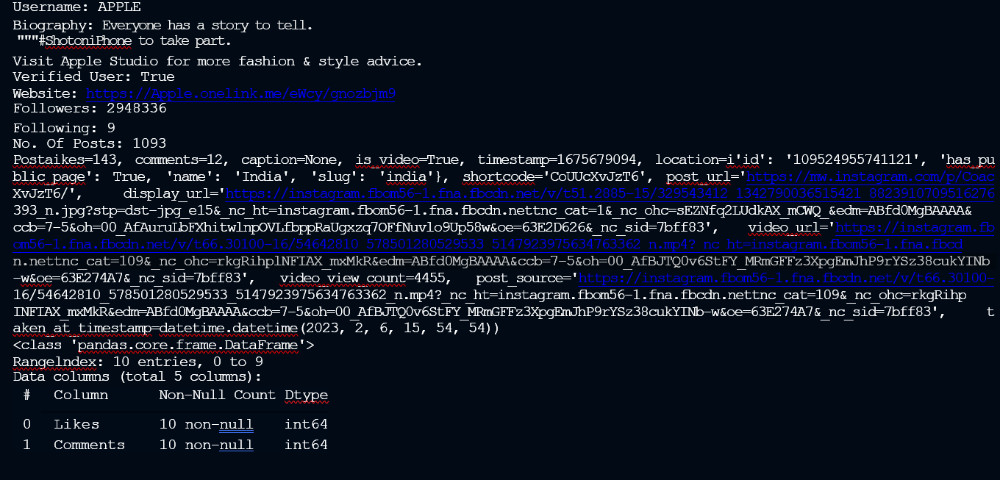 Username: APPLE
Biography: Everyone has a story to tell.
"""#ShotoniPhone to take part.
Visit Apple Studio for more fashion & style advice.
Verified User: True
Website: https://Apple.onelink.me/eWcy/gnozbjm9
Followers: 2948336
Following: 9
No. Of Posts: 1093
Postaikes=143, comments=12, caption=None, is_video=True, timestamp=1675679094, location=i'id': '109524955741121', 'has_pu
blic_page': True, 'name': 'India', 'slug': 'india'}, shortcode='CoUUcXvJzT6', post_url='https://mw.instagram.com/p/Coac
XvJzT6/', display_url='https://instagram.fbom56-1.fna.fbcdn.net/v/t51.2885-15/329543412_1342790036515421_8823910709516276
393_n.jpg?stp=dst-jpg_e15&_nc_ht=instagram.fbom56-1.fna.fbcdn.nettnc_cat=1&_nc_ohc=sEZNfq2LUdkAX_mCWQ_&edm=ABfd0MgBAAAA&
ccb=7-5&oh=00_AfAuruLbFXhitwlnpOVLfbppRaUgxzq7OFfNuvlo9Up58w&oe=63E2D626&_nc_sid=7bff83', video_url='https://instagram.fb
om56-1.fna.fbcdn.net/v/t66.30100-16/54642810_578501280529533_5147923975634763362_n.mp4?_nc_ht=instagram.fbom56-1.fna.fbcd
n.nettnc_cat=109&_nc_ohc=rkgRihplNFIAX_mxMkR&edm=ABfd0MgBAAAA&ccb=7-5&oh=00_AfBJTQ0v6StFY_MRmGFFz3XpgEmJhP9rYSz38cukYINb
-w&oe=63E274A7&_nc_sid=7bff83', video_view_count=4455, post_source='https://instagram.fbom56-1.fna.fbcdn.net/v/t66.30100-
16/54642810_578501280529533_5147923975634763362_n.mp4?_nc_ht=instagram.fbom56-1.fna.fbcdn.nettnc_cat=109&_nc_ohc=rkgRihp
INFIAX_mxMkR&edm=ABfd0MgBAAAA&ccb=7-5&oh=00_AfBJTQ0v6StFY_MRmGFFz3XpgEmJhP9rYSz38cukYINb-w&oe=63E274A7&_nc_sid=7bff83', t
aken_at_timestamp=datetime.datetime(2023, 2, 6, 15, 54, 54))
<class 'pandas.core.frame.DataFrame'>
Rangelndex: 10 entries, 0 to 9
Data columns (total 5 columns):
# Column Non-Null Count Dtype
0 Likes 10 non-null int64
1 Comments 10 non-null int64